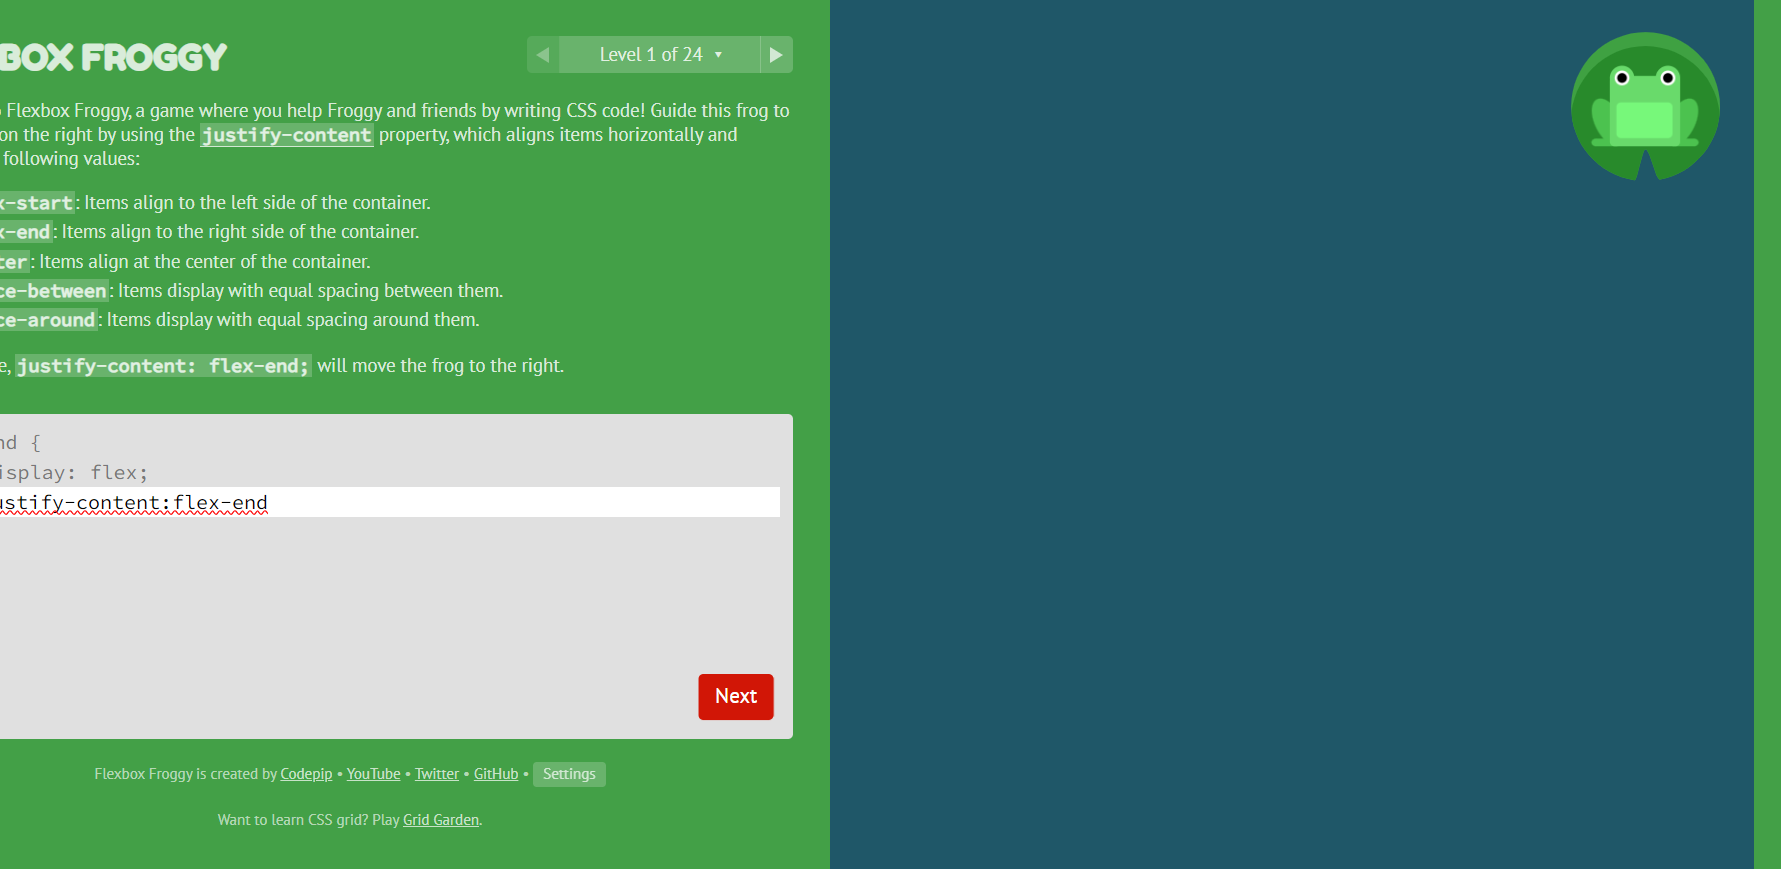 BOX FROGGY
Level 1 of 24
Flexbox Froggy, a game where you help Froggy and friends by writing CSS code! Guide this frog to
on the right by using the justify-content property, which aligns items horizontally and
following values:
x-start: Items align to the left side of the container.
x-end: Items align to the right side of the container.
ter: Items align at the center of the container.
ce-between: Items display with equal spacing between them.
ce-around: Items display with equal spacing around them.
e, justify-content: flex-end; will move the frog to the right.
nd {
isplay: flex;
ustify-content:flex-end
Next
Flexbox Froggy is created by Codepip • YouTube • Twitter • GitHub • Settings
Want to learn CSS grid? Play Grid Garden.